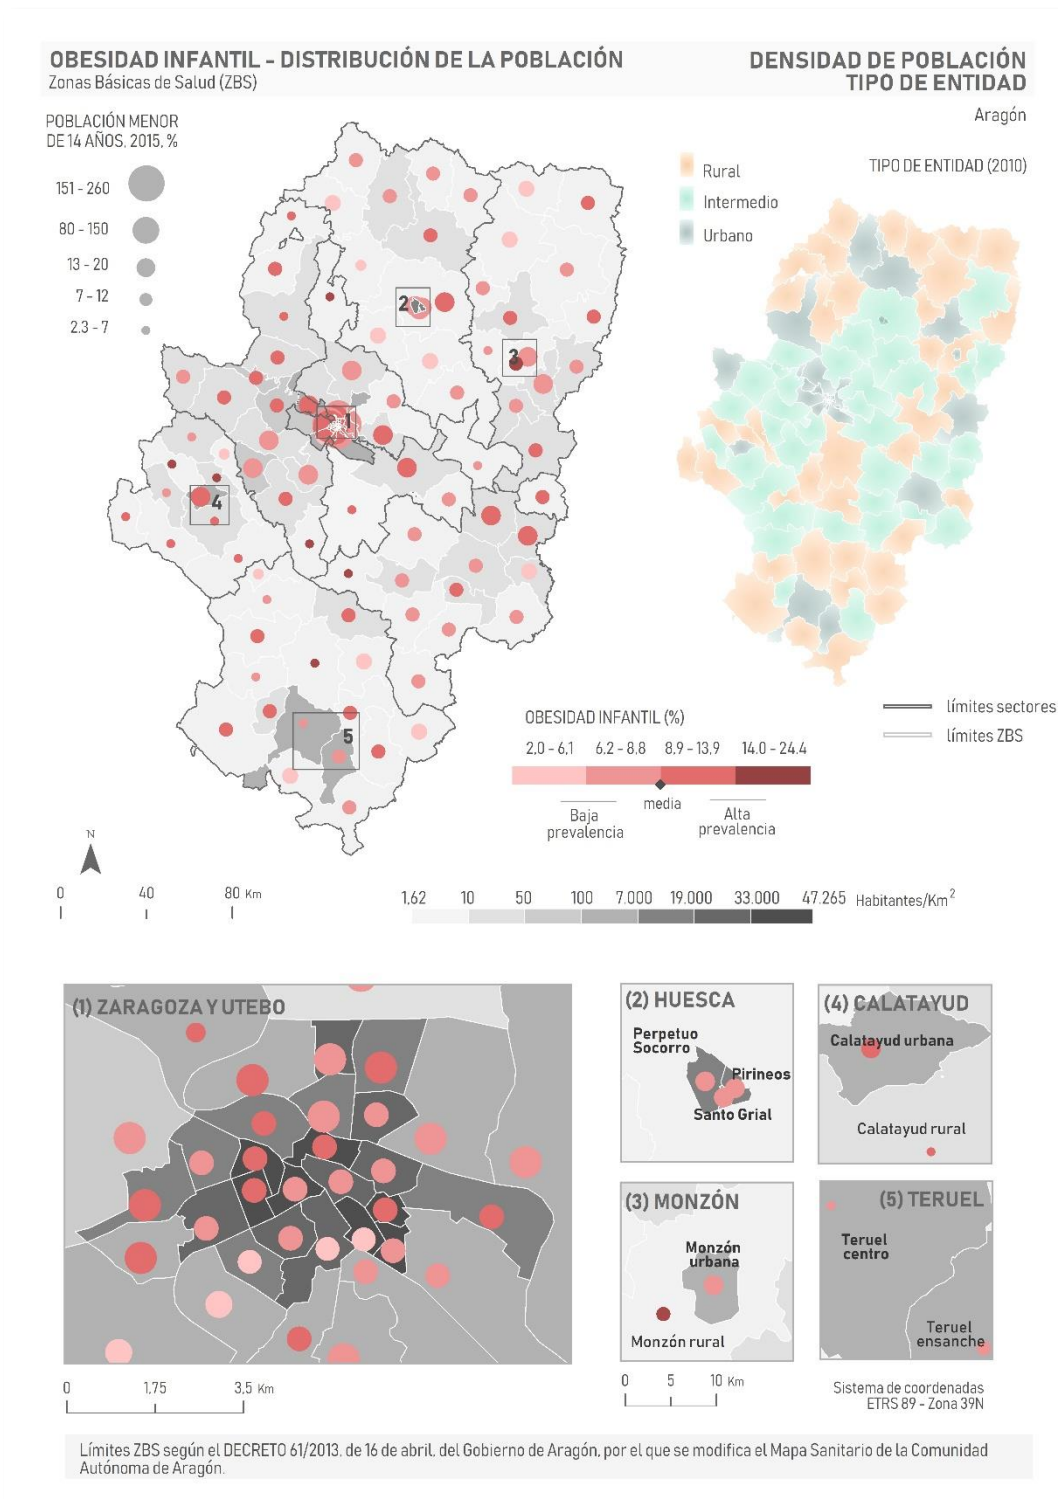 OBESIDAD INFANTIL - DISTRIBUCIÓN DE LA POBLACIÓN
Zonas Básicas de Salud (ZBS)
DENSIDAD DE POBLACIÓN
TIPO DE ENTIDAD
Aragón
POBLACIÓN MENOR
DE 14 AÑOS, 2015, %
151 - 260
80 - 150
13 - 20
7 - 12
2.3 - 7
TIPO DE ENTIDAD (2010)
Rural
Intermedio
Urbano
2
3
1
4
5
límites sectores
límites ZBS
OBESIDAD INFANTIL (%)
2,0 - 6,1 6,2 - 8,8 8,9 - 13,9 14.0 - 24.4
Baja
prevalencia
media
Alta
prevalencia
N
0 40 80 Km
1,62 10 50 100 7.000 19.000 33.000 47.265 Habitantes/Km²
(1) ZARAGOZA Y UTEBO
(2) HUESCA
Perpetuo
Socorro
Pirineos
Santo Grial
(4) CALATAYUD
Calatayud urbana
Calatayud rural
(3) MONZÓN
Monzón
urbana
Monzón rural
(5) TERUEL
Teruel
centro
Teruel
ensanche
0 1,75 3,5 Km
0 5 10 Km
Sistema de coordenadas
ETRS 89 - Zona 39N
Límites ZBS según el DECRETO 61/2013. de 16 de abril. del Gobierno de Aragón, por el que se modifica el Mapa Sanitario de la Comunidad
Autónoma de Aragón.